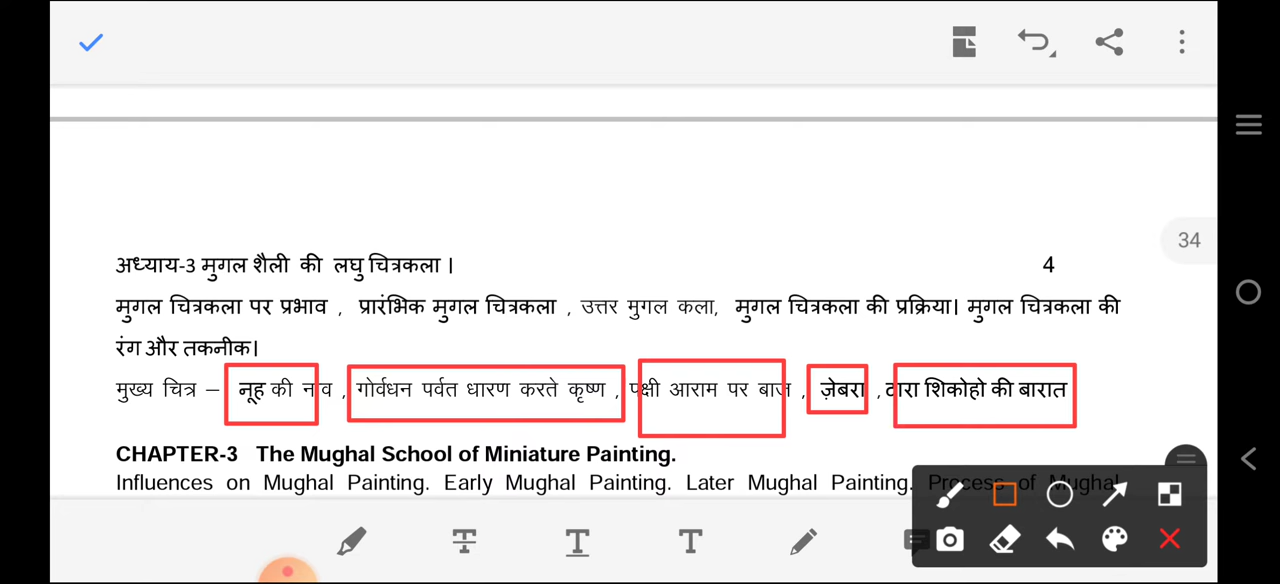 34
अध्याय-3 मुगल शैली की लघु चित्रकला । 4
मुगल चित्रकला पर प्रभाव , प्रारंभिक मुगल चित्रकला , उत्तर मुगल कला, मुगल चित्रकला की प्रक्रिया। मुगल चित्रकला की
रंग और तकनीक।
मुख्य चित्र – नूह की नाव , गोर्वधन पर्वत धारण करते कृष्ण , पक्षी आराम पर बाज , ज़ेबरा , दारा शिकोहो की बारात
CHAPTER-3 The Mughal School of Miniature Painting.
Influences on Mughal Painting. Early Mughal Painting. Later Mughal Painting. Process of Mughal